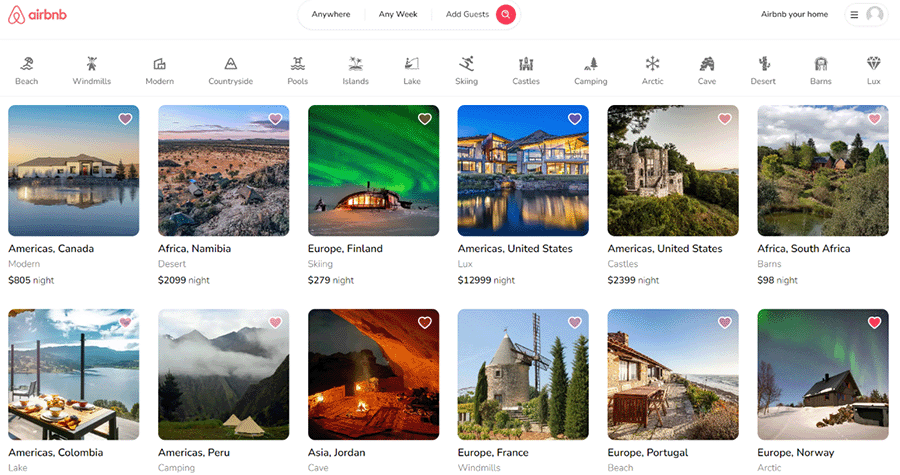 airbnb
Anywhere Any Week Add Guests
Airbnb your home
Beach Windmills Modern Countryside Pools Islands Lake Skiing Castles Camping Arctic Cave Desert Barns Lux
Americas, Canada
Modern
$805 night
Africa, Namibia
Desert
$2099 night
Europe, Finland
Skiing
$279 night
Americas, United States
Lux
$12999 night
Americas, United States
Castles
$2399 night
Africa, South Africa
Barns
$98 night
Americas, Colombia
Lake
Americas, Peru
Camping
Asia, Jordan
Cave
Europe, France
Windmills
Europe, Portugal
Beach
Europe, Norway
Arctic